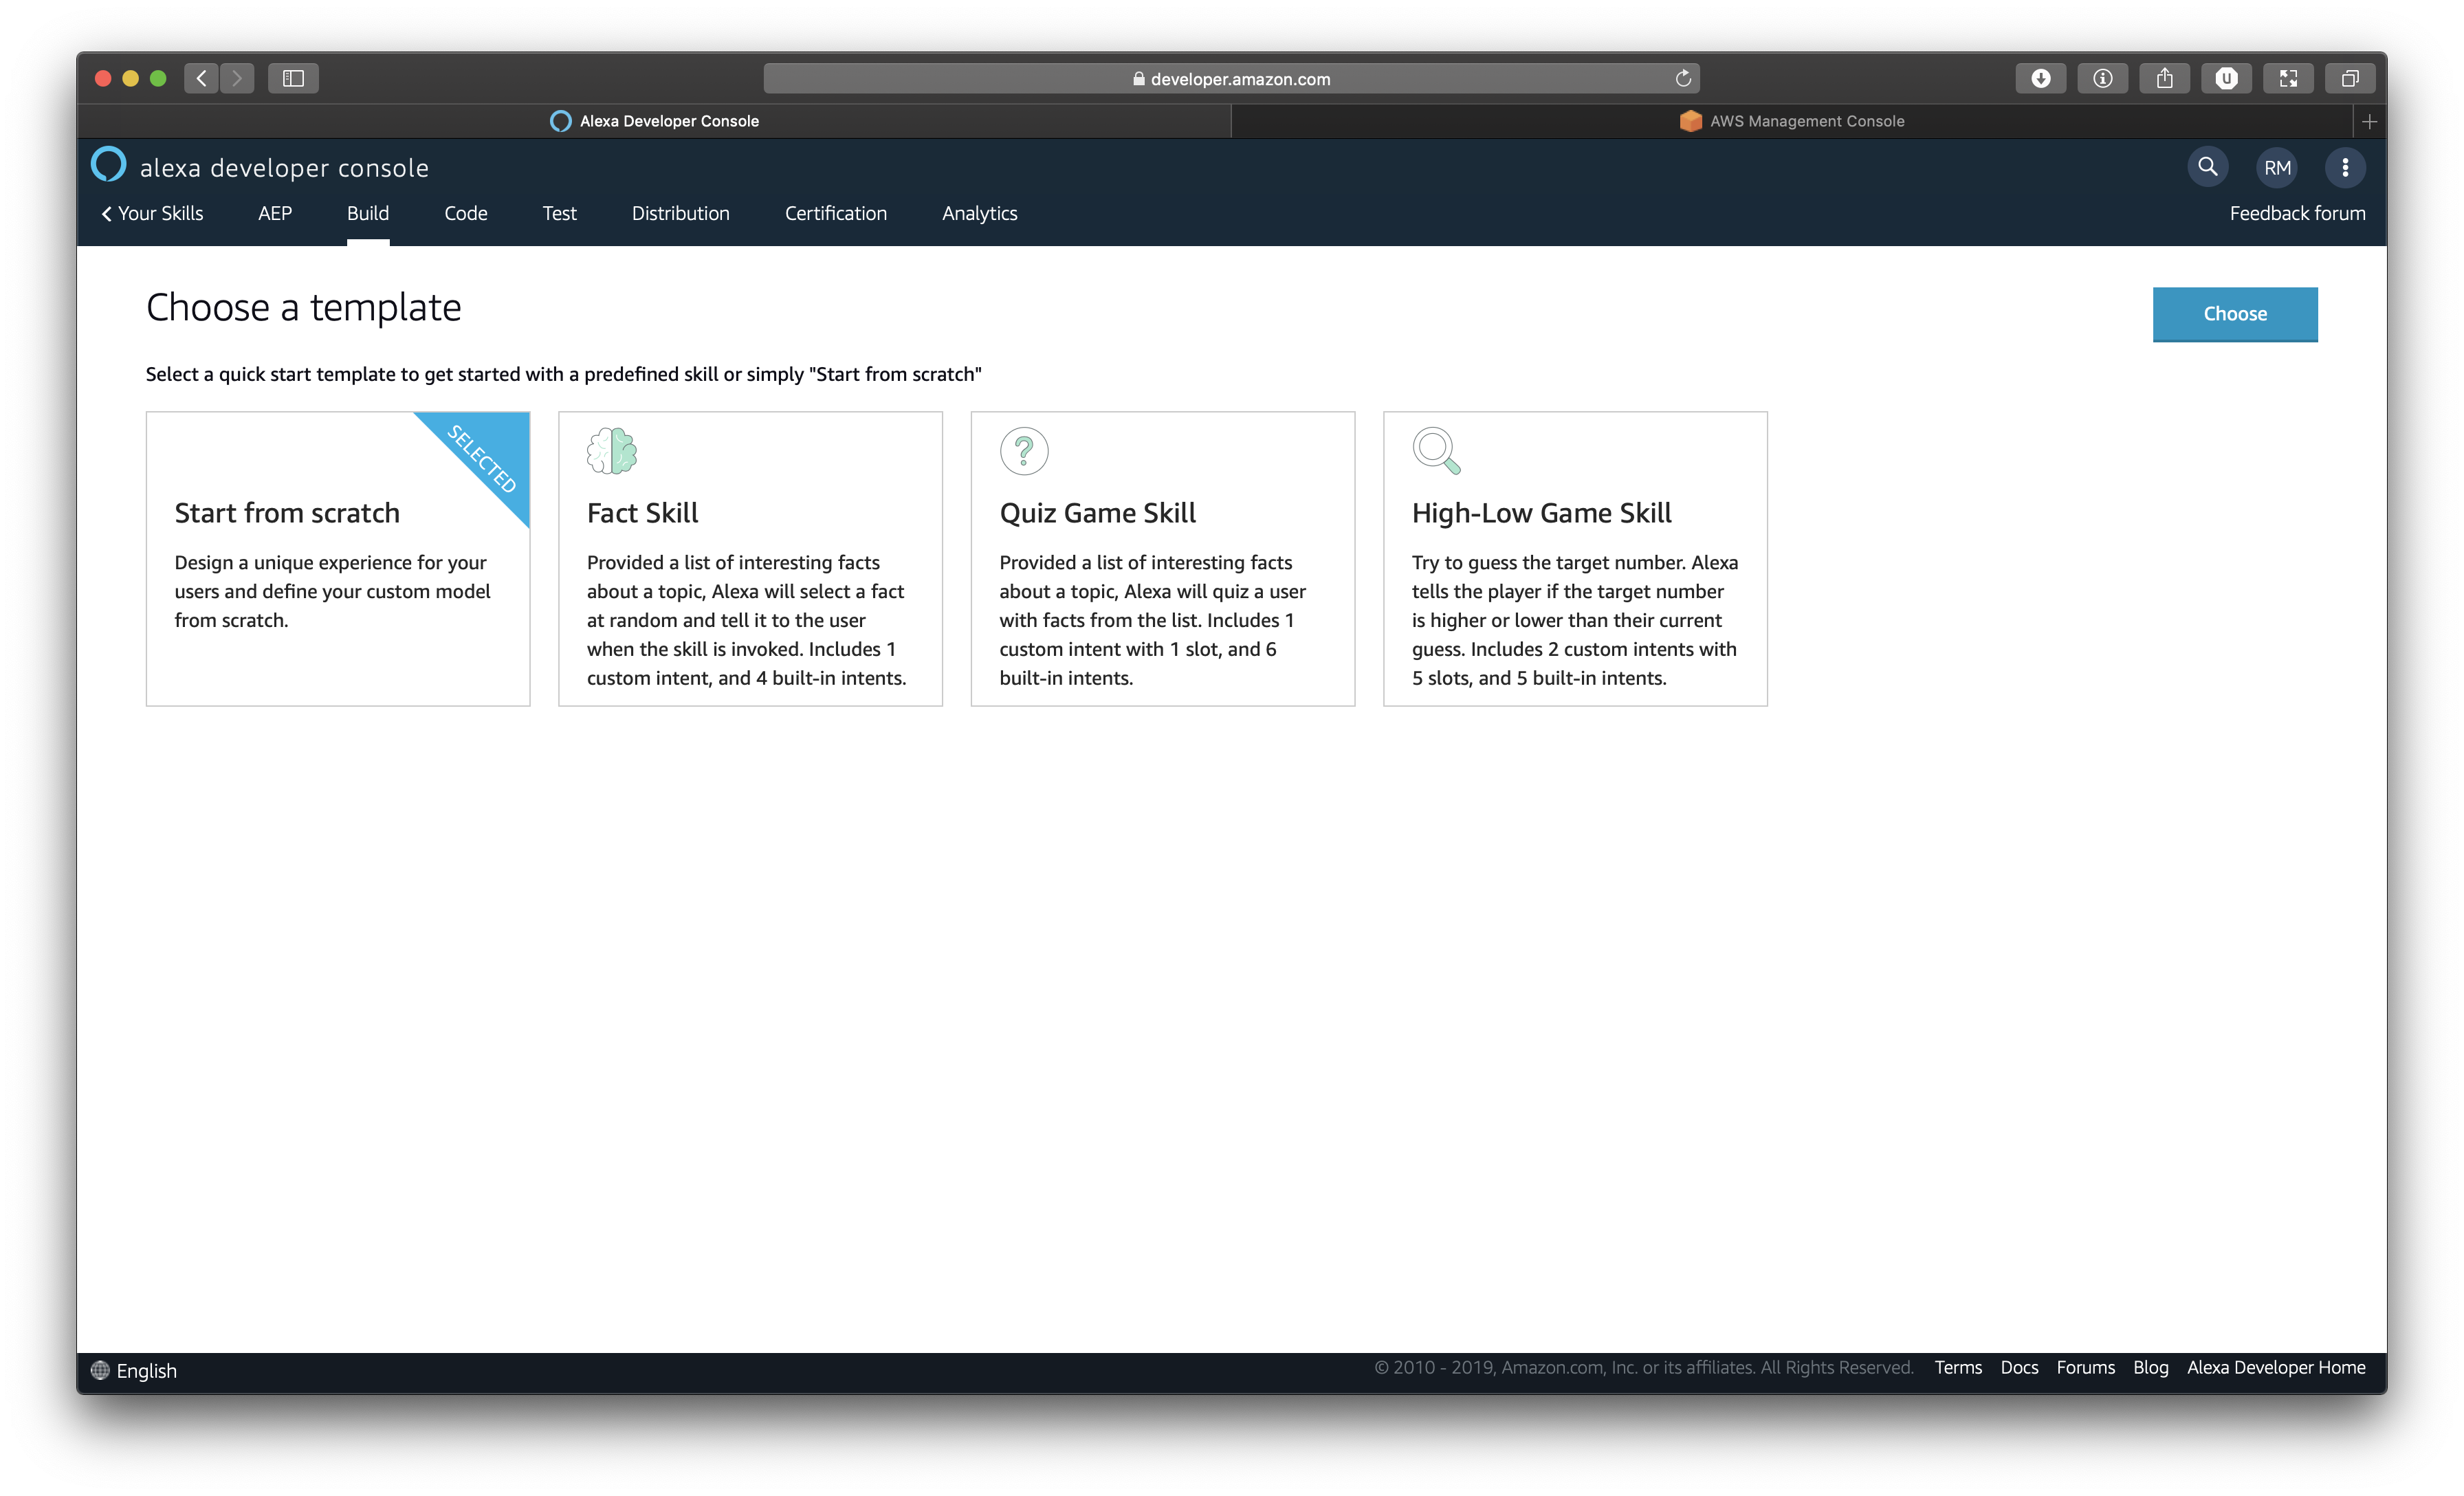 developer.amazon.com
Alexa Developer Console
AWS Management Console
alexa developer console
RM
Your Skills
AEP
Build
Code
Test
Distribution
Certification
Analytics
Feedback forum
Choose a template
Choose
Select a quick start template to get started with a predefined skill or simply "Start from scratch"
SELECTED
Start from scratch
Design a unique experience for your
users and define your custom model
from scratch.
Fact Skill
Provided a list of interesting facts
about a topic, Alexa will select a fact
at random and tell it to the user
when the skill is invoked. Includes 1
custom intent, and 4 built-in intents.
?
Quiz Game Skill
Provided a list of interesting facts
about a topic, Alexa will quiz a user
with facts from the list. Includes 1
custom intent with 1 slot, and 6
built-in intents.
High-Low Game Skill
Try to guess the target number. Alexa
tells the player if the target number
is higher or lower than their current
guess. Includes 2 custom intents with
5 slots, and 5 built-in intents.
English
© 2010 - 2019, Amazon.com, Inc. or its affiliates. All Rights Reserved.
Terms
Docs
Forums
Blog
Alexa Developer Home